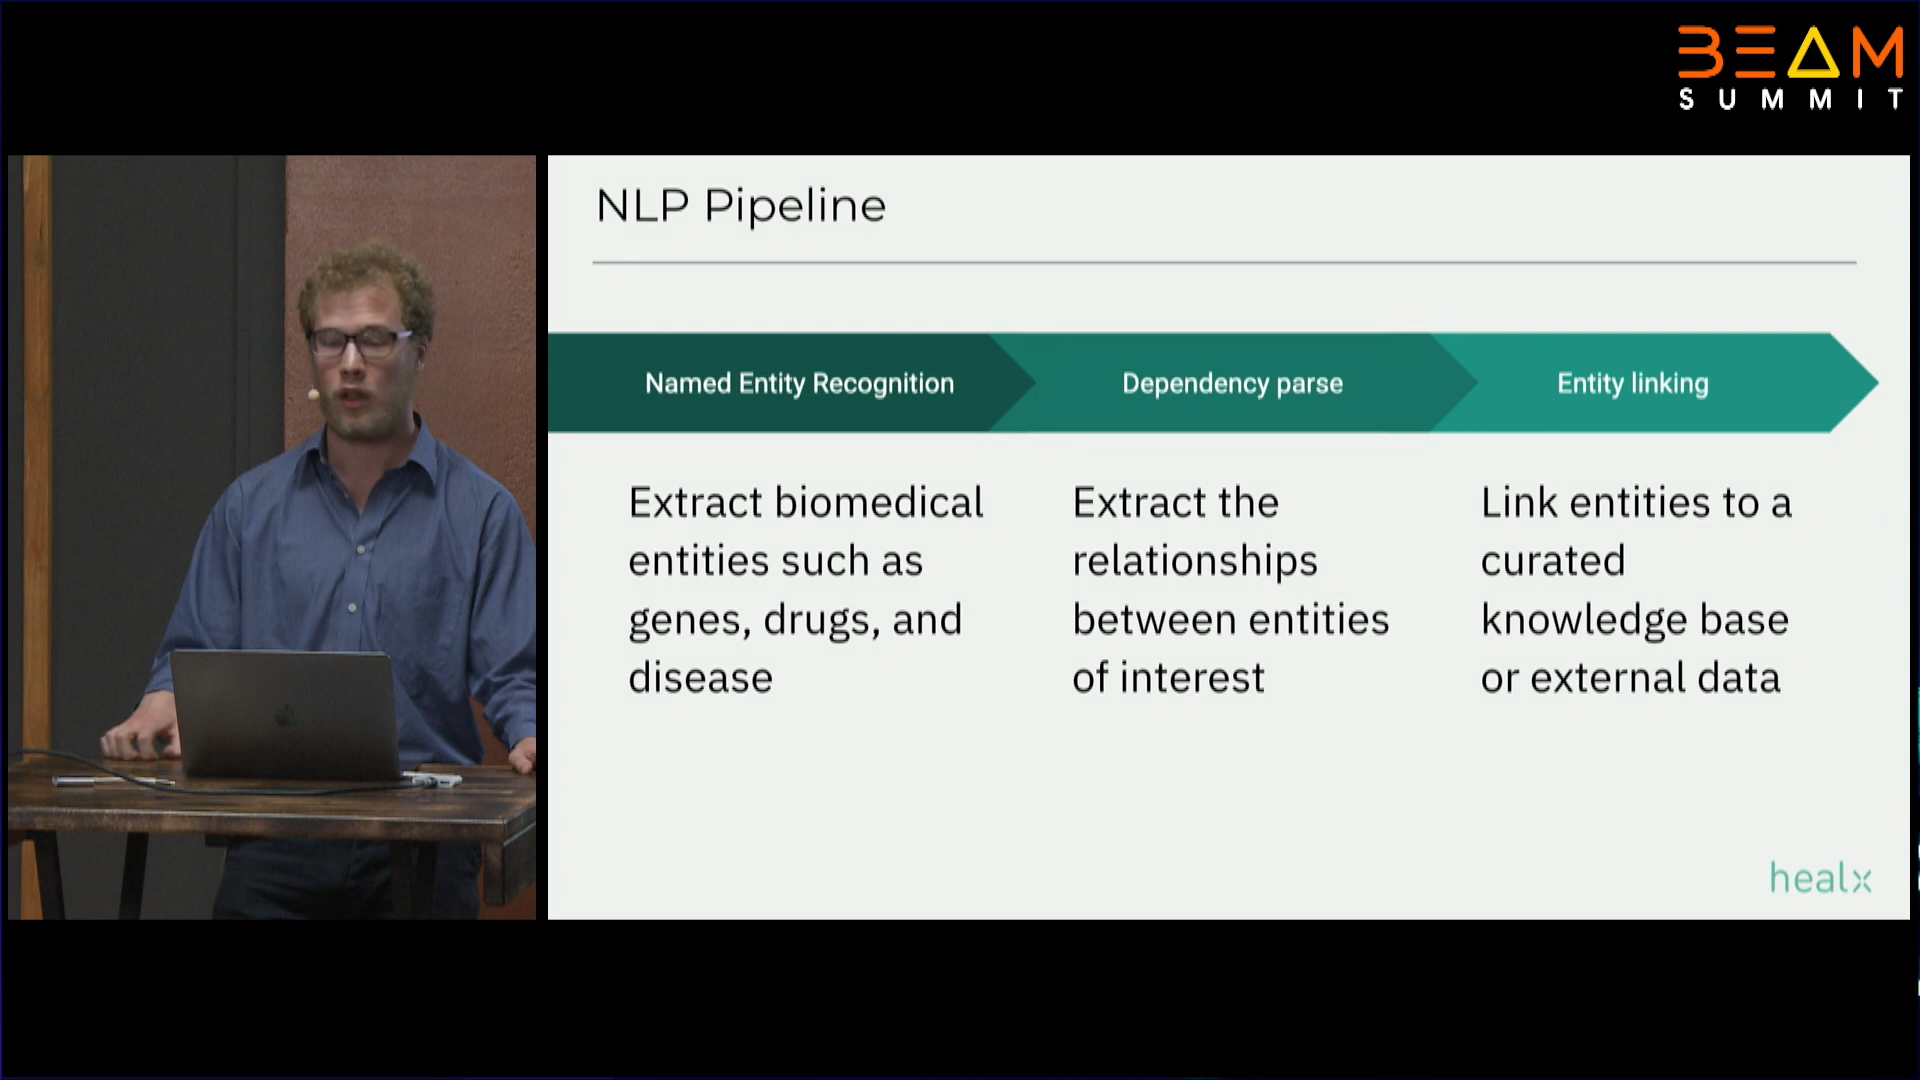 BEAM
SUMMIT
NLP Pipeline
Named Entity Recognition
Dependency parse
Entity linking
Extract biomedical
entities such as
genes, drugs, and
disease
Extract the
relationships
between entities
of interest
Link entities to a
curated
knowledge base
or external data
healx